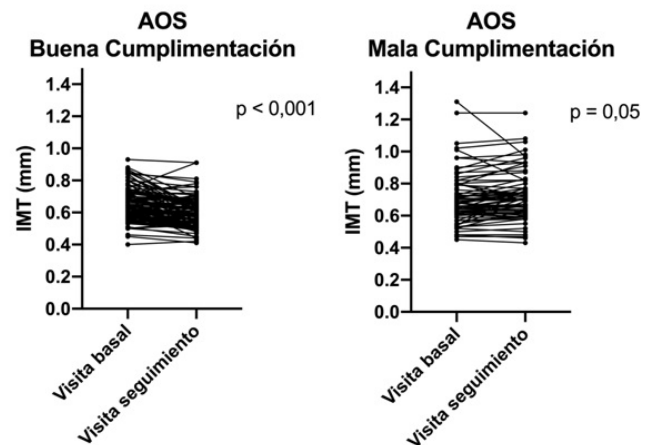 AOS
Buena Cumplimentación
p < 0,001
IMT (mm)
1.4
1.2
1.0
0.8
0.6
0.4
0.2
0.0
Visita basal
Visita seguimiento
AOS
Mala Cumplimentación
p = 0,05
IMT (mm)
1.4
1.2
1.0
0.8
0.6
0.4
0.2
0.0
Visita basal
Visita seguimiento